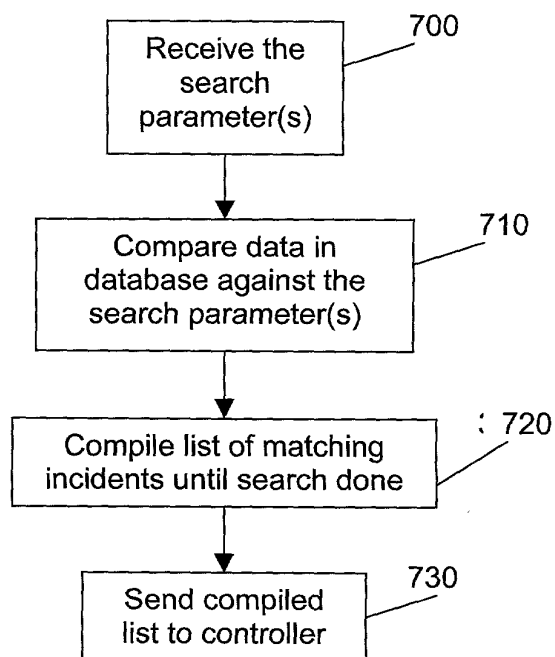 700
Receive the
search
parameter(s)
710
Compare data in
database against the
search parameter(s)
720
Compile list of matching
incidents until search done
730
Send compiled
list to controller